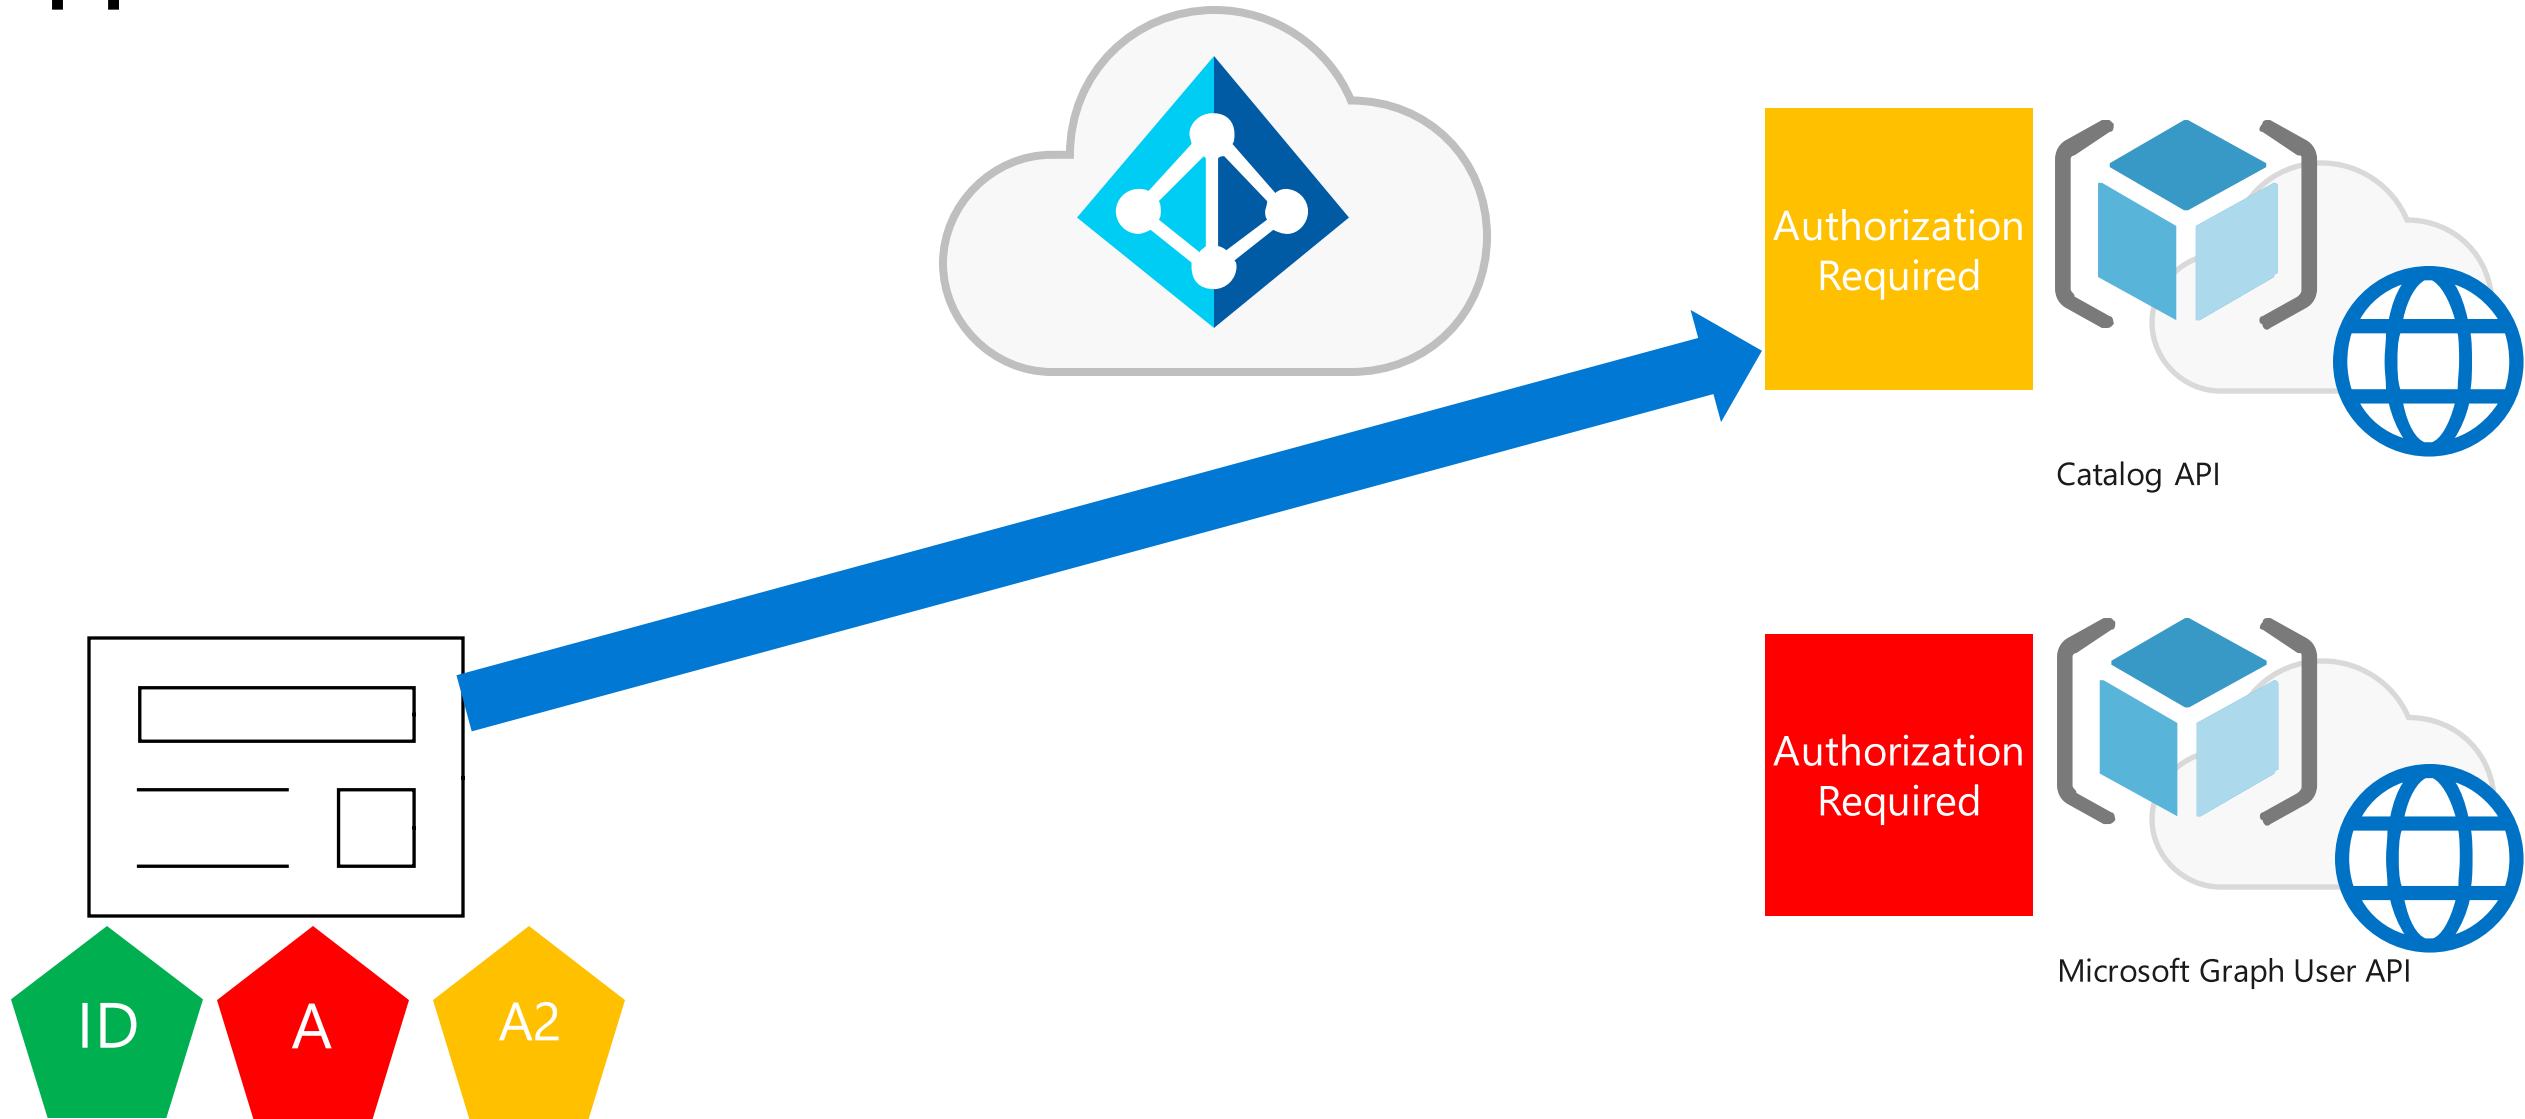 Authorization
Required
Catalog API
Authorization
Required
Microsoft Graph User API
ID
A
A2